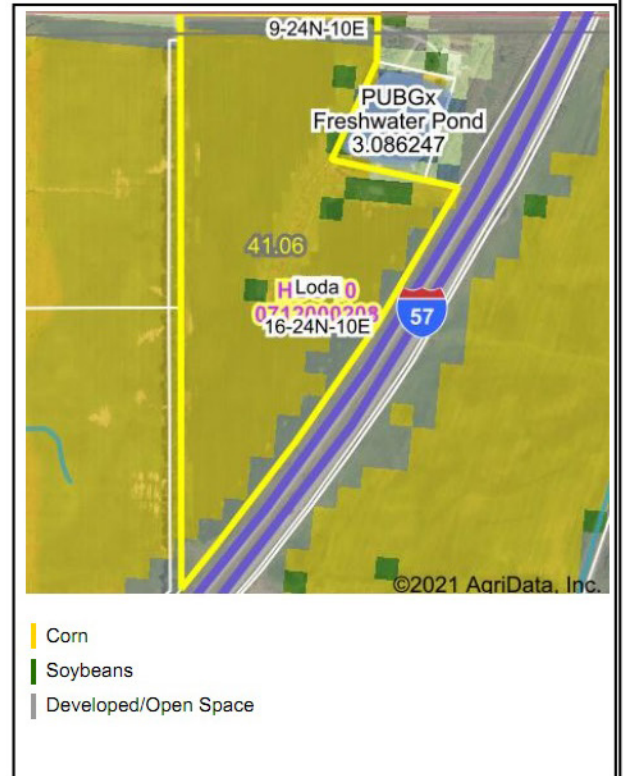 9-24N-10E
PUBGx
Freshwater Pond
3.086247
41.06
Loda
16-24N-10E
57
©2021 AgriData, Inc.
Corn
Soybeans
Developed/Open Space